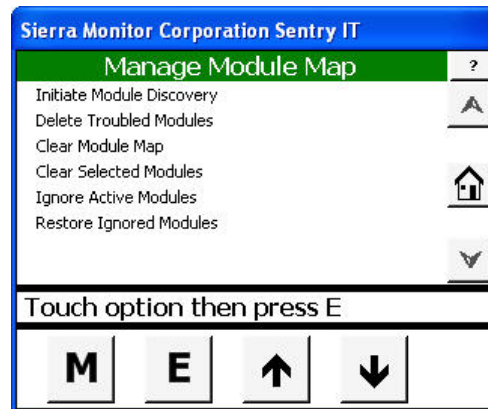 Sierra Monitor Corporation Sentry IT
Manage Module Map
?
Initiate Module Discovery
Delete Troubled Modules
Clear Module Map
Clear Selected Modules
Ignore Active Modules
Restore Ignored Modules
Touch option then press E
M E